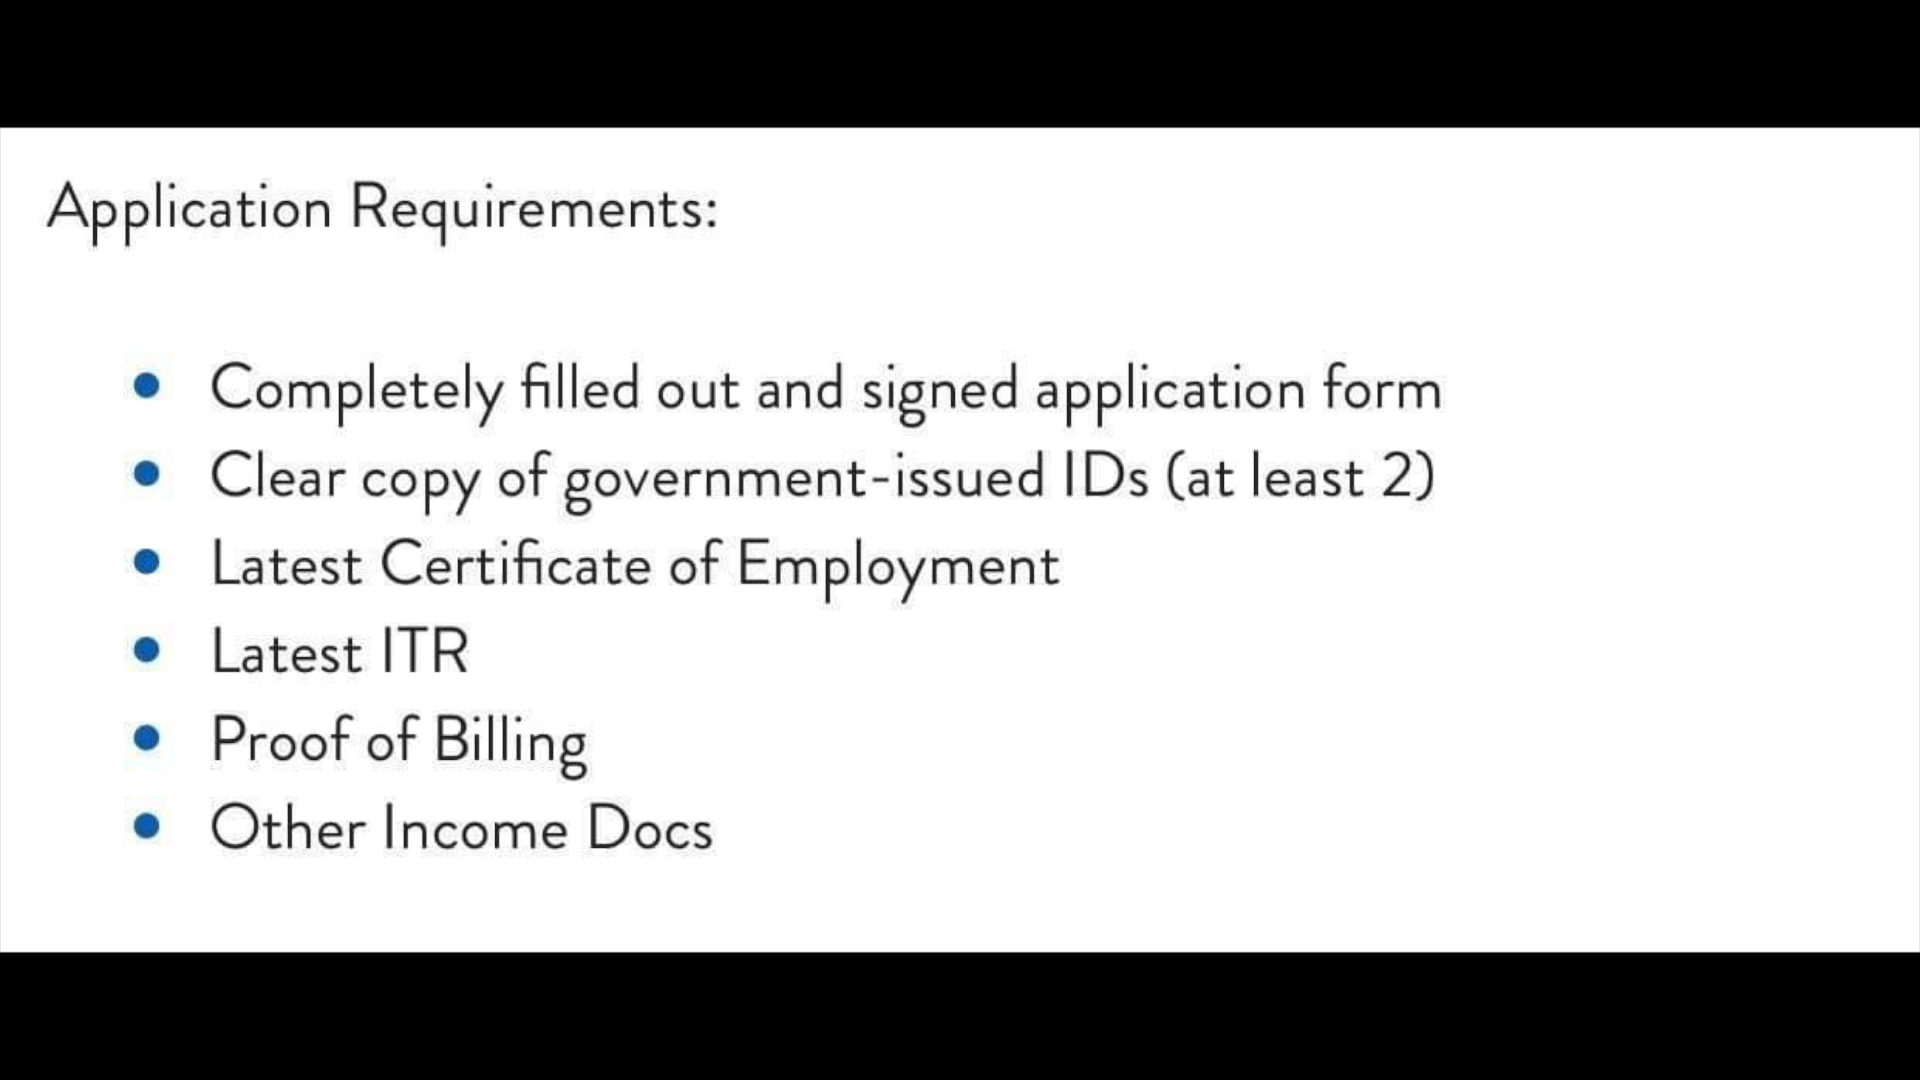 Application Requirements:
• Completely filled out and signed application form
• Clear copy of government-issued IDs (at least 2)
• Latest Certificate of Employment
• Latest ITR
• Proof of Billing
• Other Income Docs